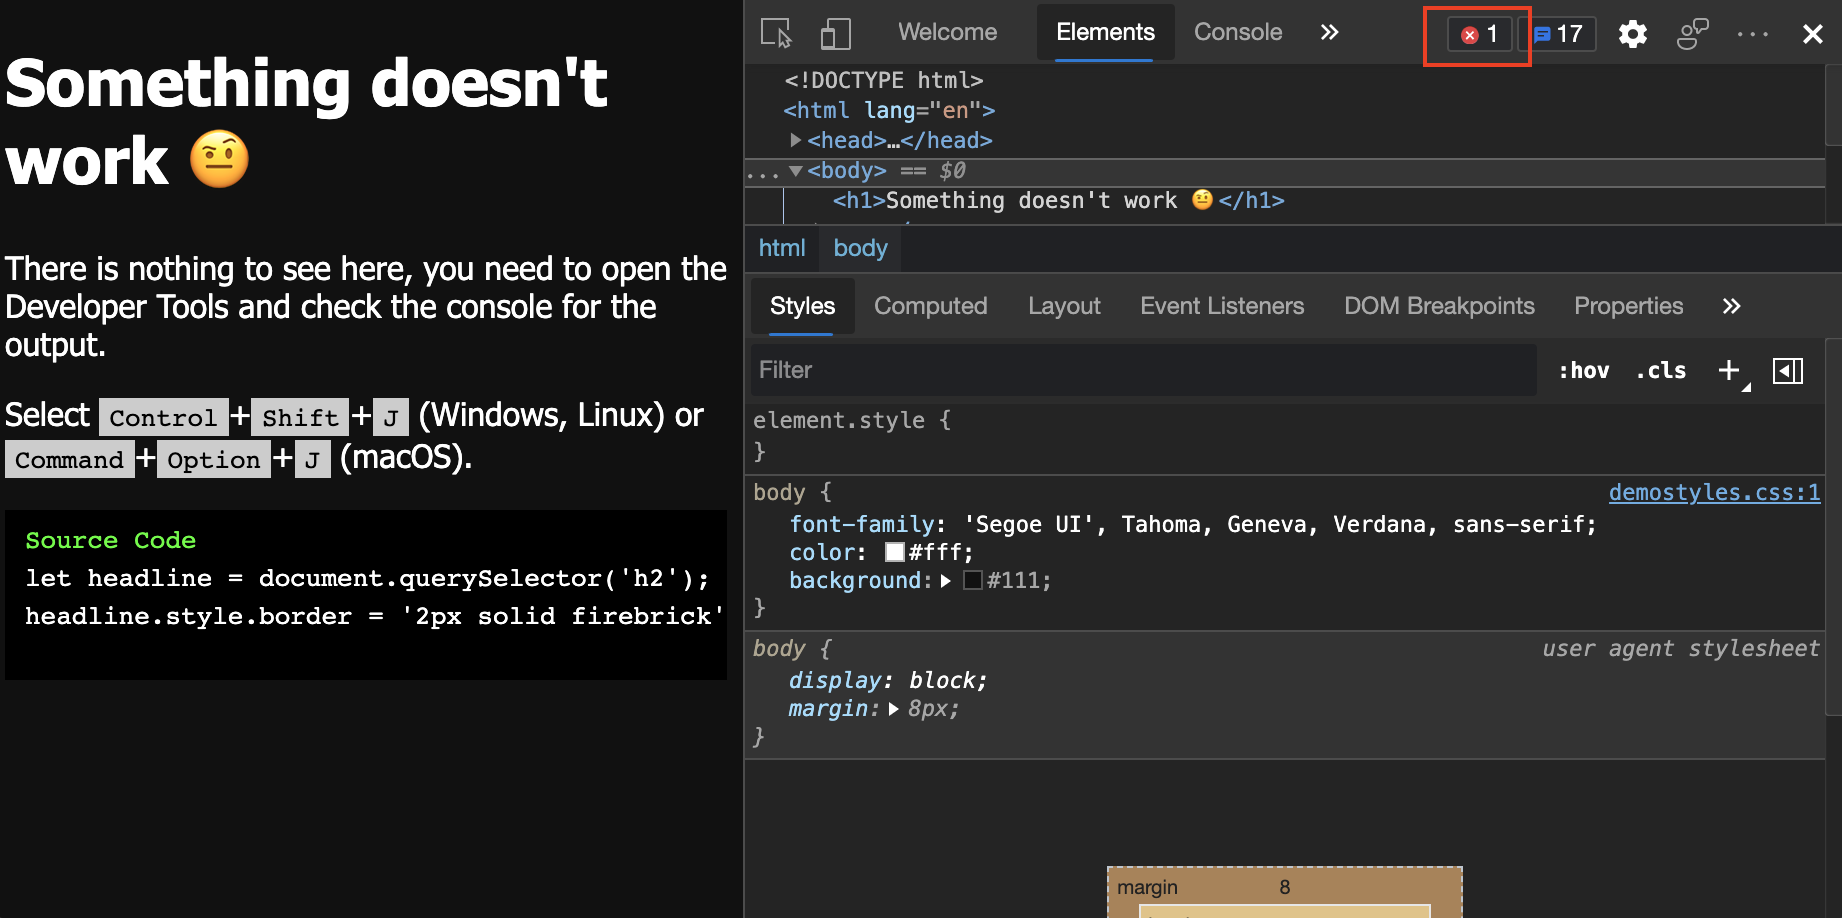 Something doesn't
work 🤨
There is nothing to see here, you need to open the
Developer Tools and check the console for the
output.
Select Control+Shift+J (Windows, Linux) or
Command+Option+J (macOS).
Source Code
let headline = document.querySelector('h2');
headline.style.border = '2px solid firebrick'
Welcome Elements Console » 1 17
<!DOCTYPE html>
<html lang="en">
▶<head>…</head>
... ▼<body> == $0
<h1>Something doesn't work 🤨</h1>
html body
Styles Computed Layout Event Listeners DOM Breakpoints Properties »
Filter :hov .cls +
element.style {
}
body { demostyles.css:1
font-family: 'Segoe UI', Tahoma, Geneva, Verdana, sans-serif;
color: #fff;
background: ▶ #111;
}
body { user agent stylesheet
display: block;
margin: ▶ 8px;
}
margin 8